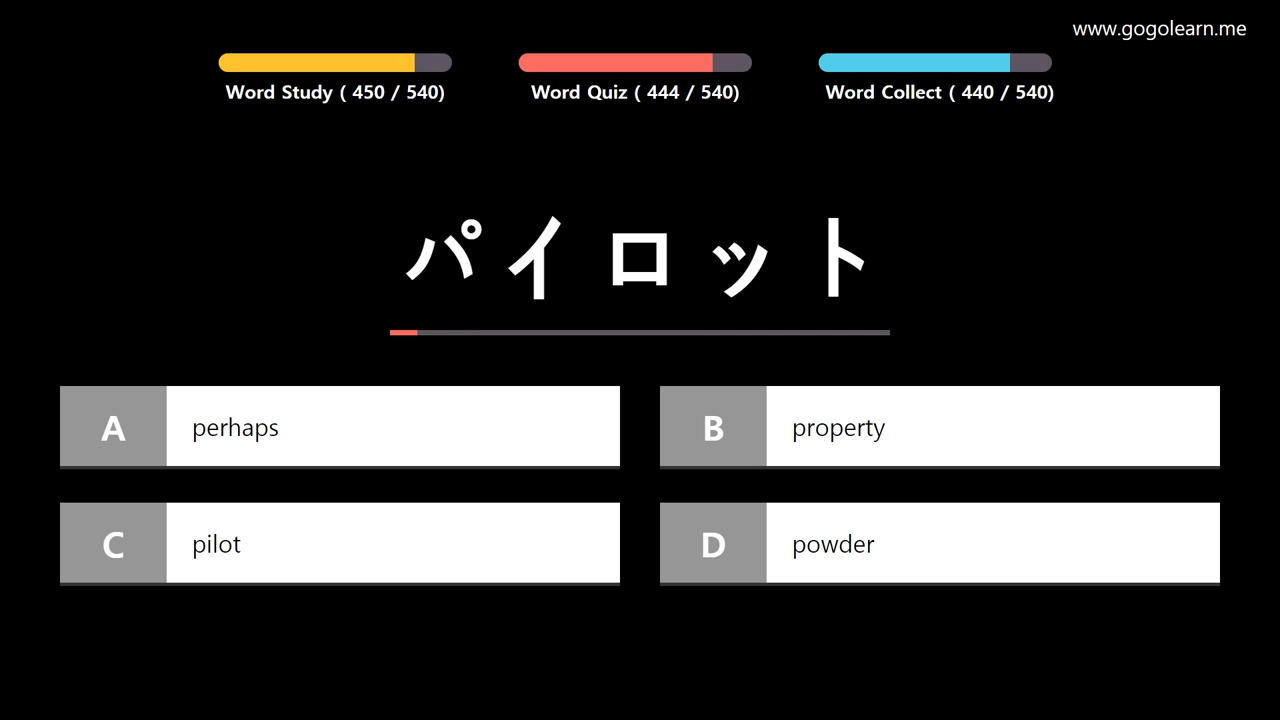 www.gogolearn.me
Word Study ( 450 / 540)
Word Quiz ( 444 / 540)
Word Collect ( 440 / 540)
パイロット
A perhaps
B property
C pilot
D powder